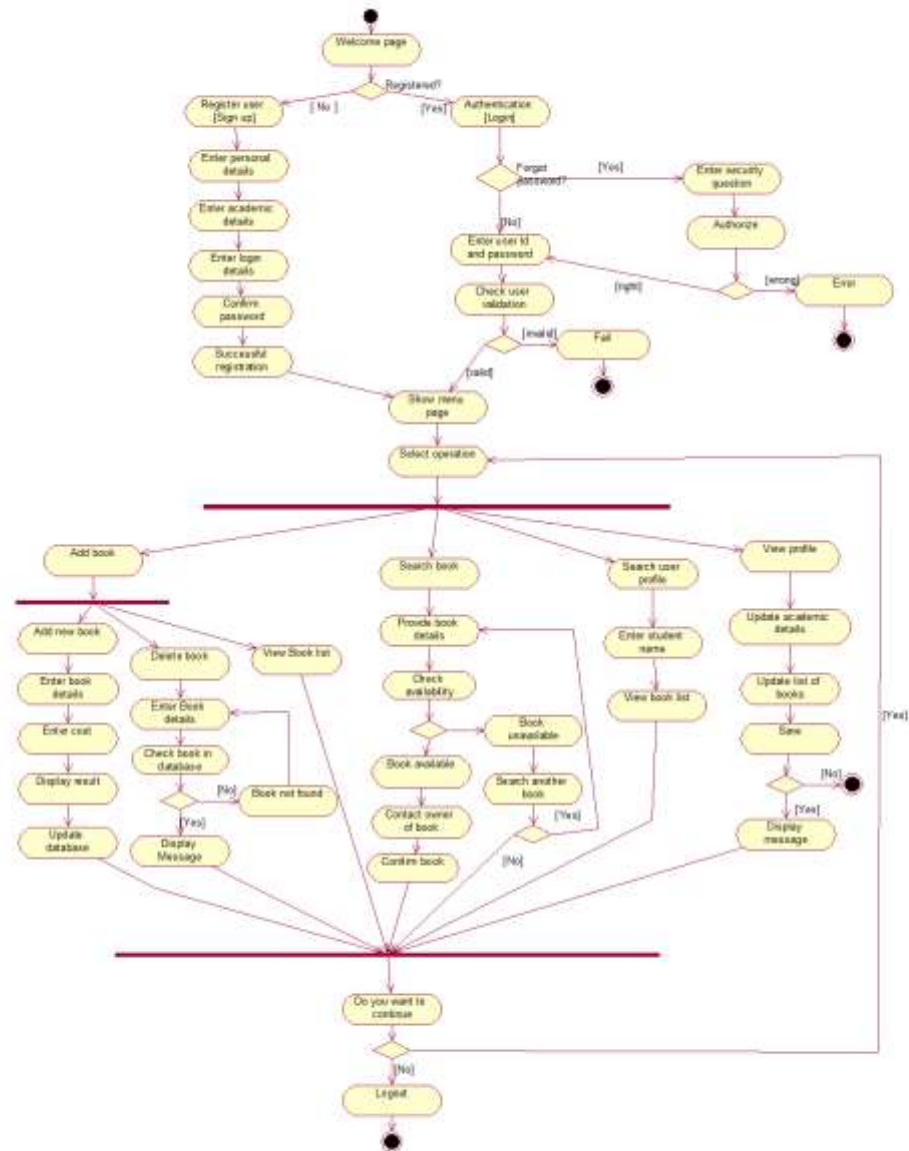 Welcome page
Registered?
[ No ]
[Yes]
Register user
[Sign up]
Authentication
[Login]
Enter personal
details
Forgot
password?
[Yes]
Enter security
question
Enter academic
details
[No]
Authorize
Enter login
details
Enter user Id
and password
[right]
[wrong]
Error
Confirm
password
Check user
validation
[invalid]
Fail
Successful
registration
[valid]
Show menu
page
Select operation
Add book
Search book
Search user
profile
View profile
Add new book
Delete book
View Book list
Provide book
details
Enter student
name
Update academic
details
Enter book
details
Enter Book
details
Check
availability
View book list
Update list of
books
[Yes]
Enter cost
Check book in
database
Book
unavailable
Save
Display result
[No]
Book not found
Book available
Search another
book
[No]
Update
database
[Yes]
Display
Message
Contact owner
of book
[Yes]
[Yes]
Display
message
Confirm book
[No]
Do you want to
continue
[No]
Logout